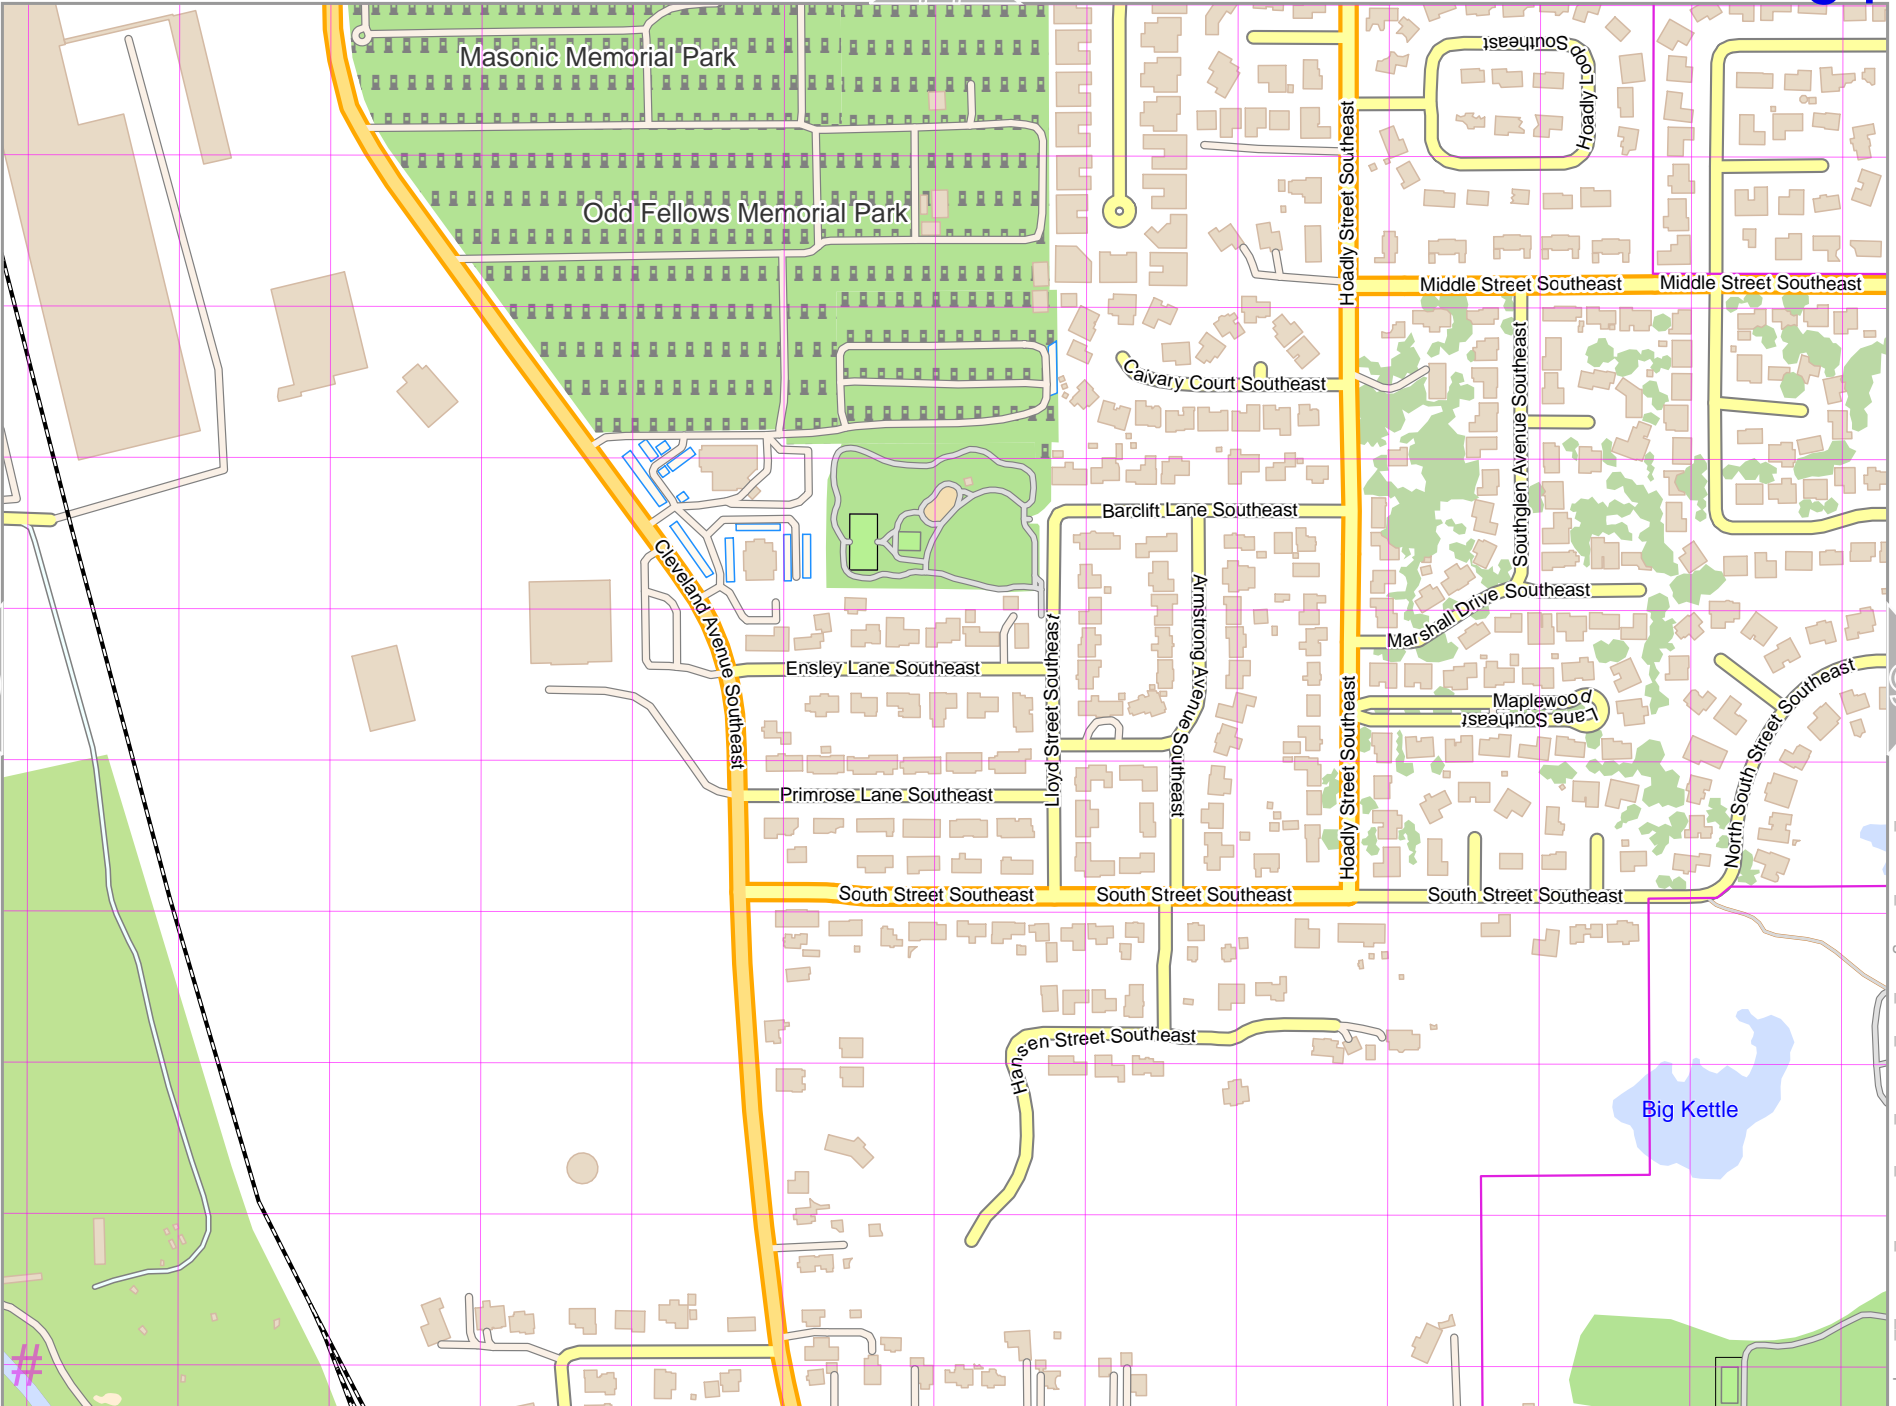 Masonic Memorial Park
Hoadly Loop Southeast
Odd Fellows Memorial Park
Hoadly Street Southeast
Middle Street Southeast
Middle Street Southeast
Calvary Court Southeast
Southglen Avenue Southeast
Barclift Lane Southeast
Cleveland Avenue Southeast
Armstrong Avenue Southeast
Marshall Drive Southeast
Ensley Lane Southeast
Lloyd Street Southeast
Maplewood Lane Southeast
Hoadly Street Southeast
North South Street Southeast
Primrose Lane Southeast
South Street Southeast
South Street Southeast
South Street Southeast
Hansen Street Southeast
Big Kettle
#